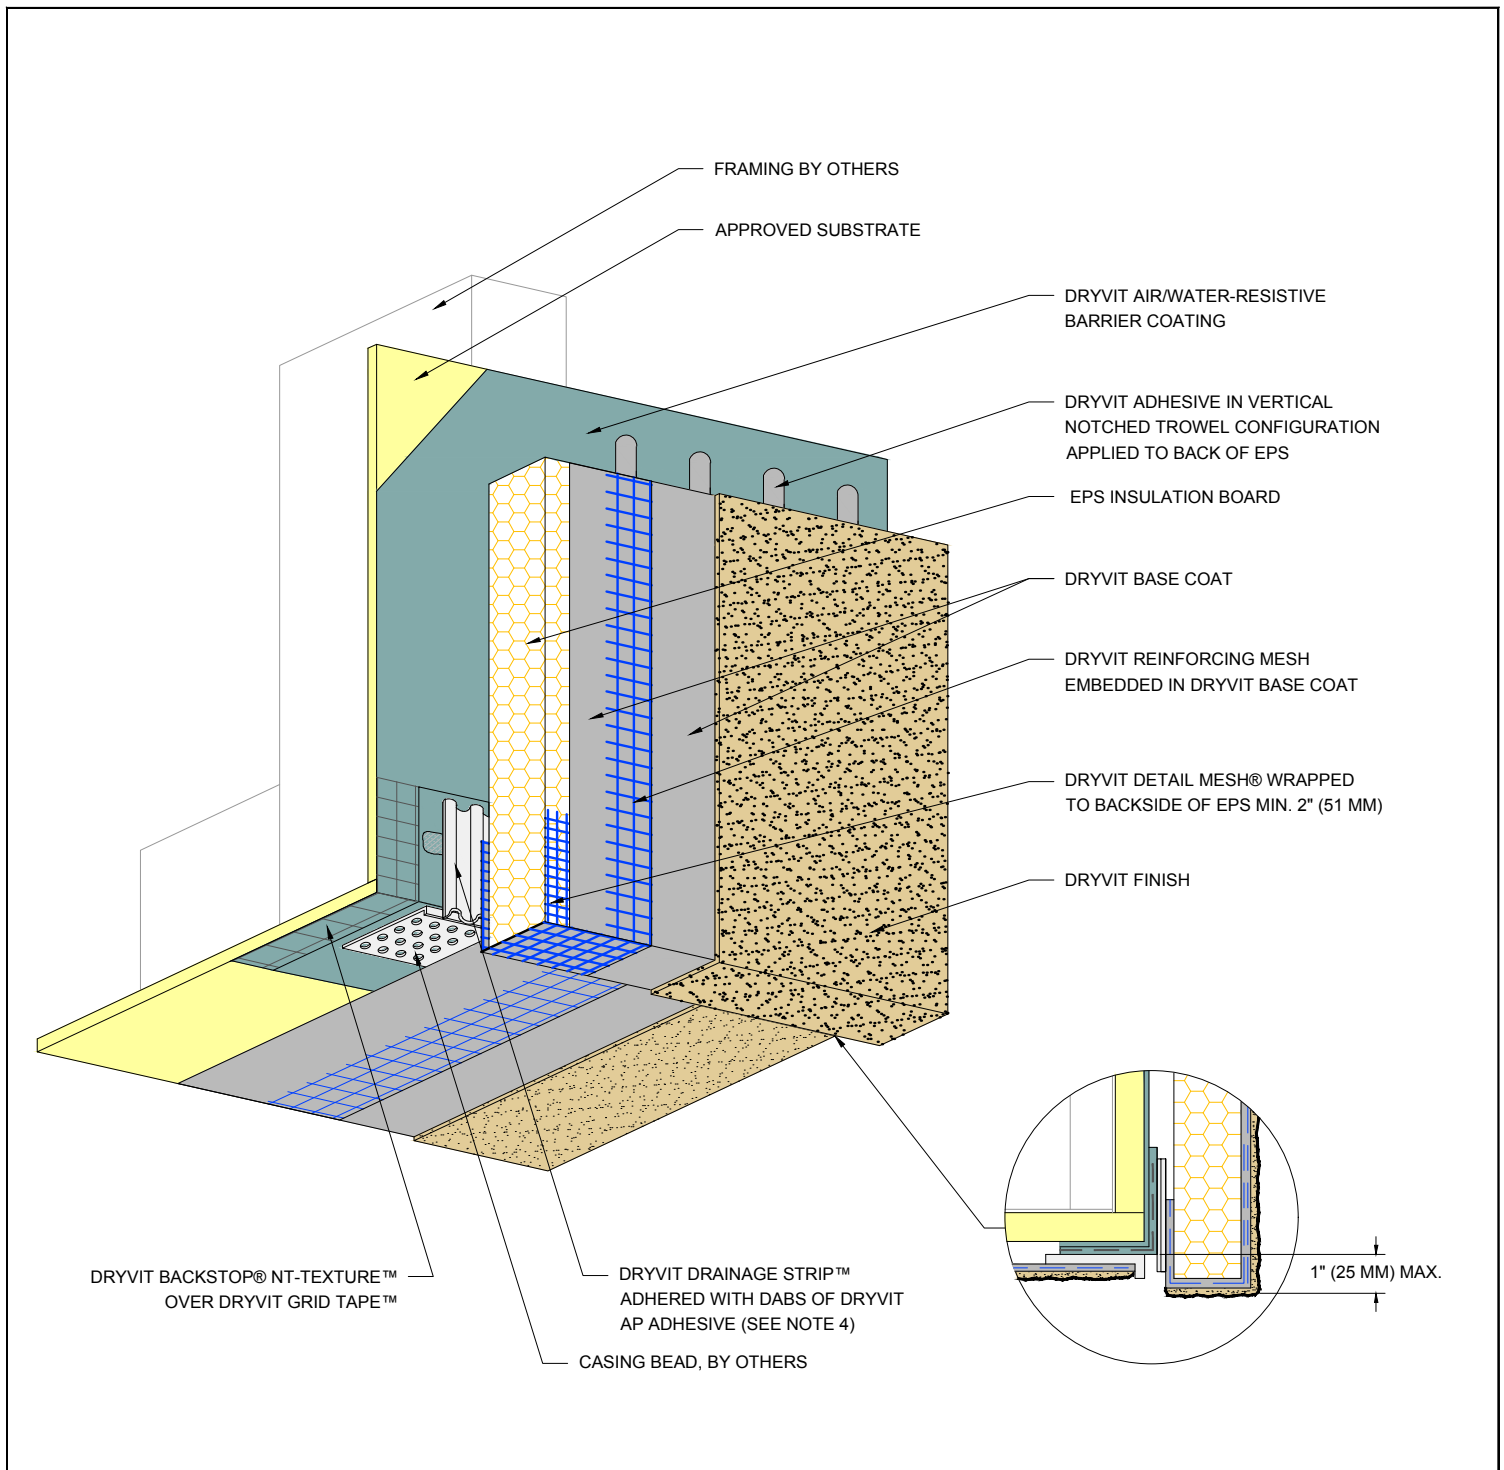 FRAMING BY OTHERS
APPROVED SUBSTRATE
DRYVIT AIR/WATER-RESISTIVE
BARRIER COATING
DRYVIT ADHESIVE IN VERTICAL
NOTCHED TROWEL CONFIGURATION
APPLIED TO BACK OF EPS
EPS INSULATION BOARD
DRYVIT BASE COAT
DRYVIT REINFORCING MESH
EMBEDDED IN DRYVIT BASE COAT
DRYVIT DETAIL MESH® WRAPPED
TO BACKSIDE OF EPS MIN. 2" (51 MM)
DRYVIT FINISH
1" (25 MM) MAX.
DRYVIT BACKSTOP® NT-TEXTURE™
OVER DRYVIT GRID TAPE™
DRYVIT DRAINAGE STRIP™
ADHERED WITH DABS OF DRYVIT
AP ADHESIVE (SEE NOTE 4)
CASING BEAD, BY OTHERS